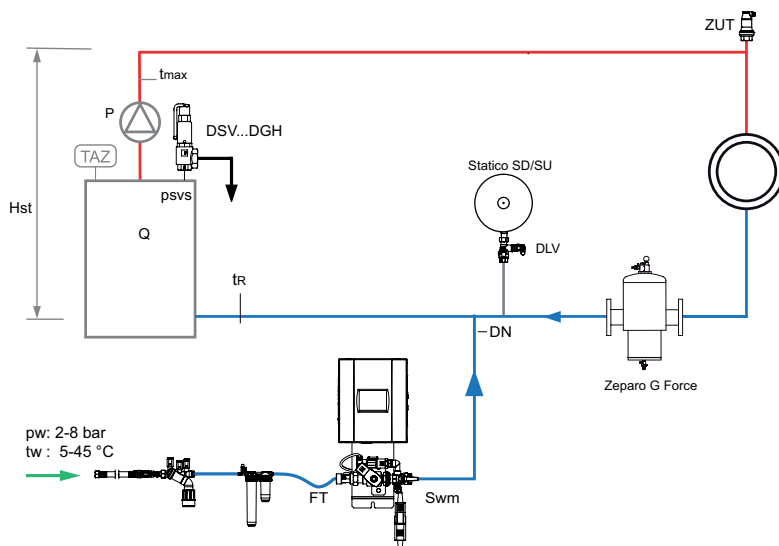 ZUT
tmax
P
DSV...DGH
TAZ
Statico SD/SU
psvs
Hst
Q
DLV
tR
DN
Zeparo G Force
pw: 2-8 bar
tw : 5-45 °C
FT
Swm